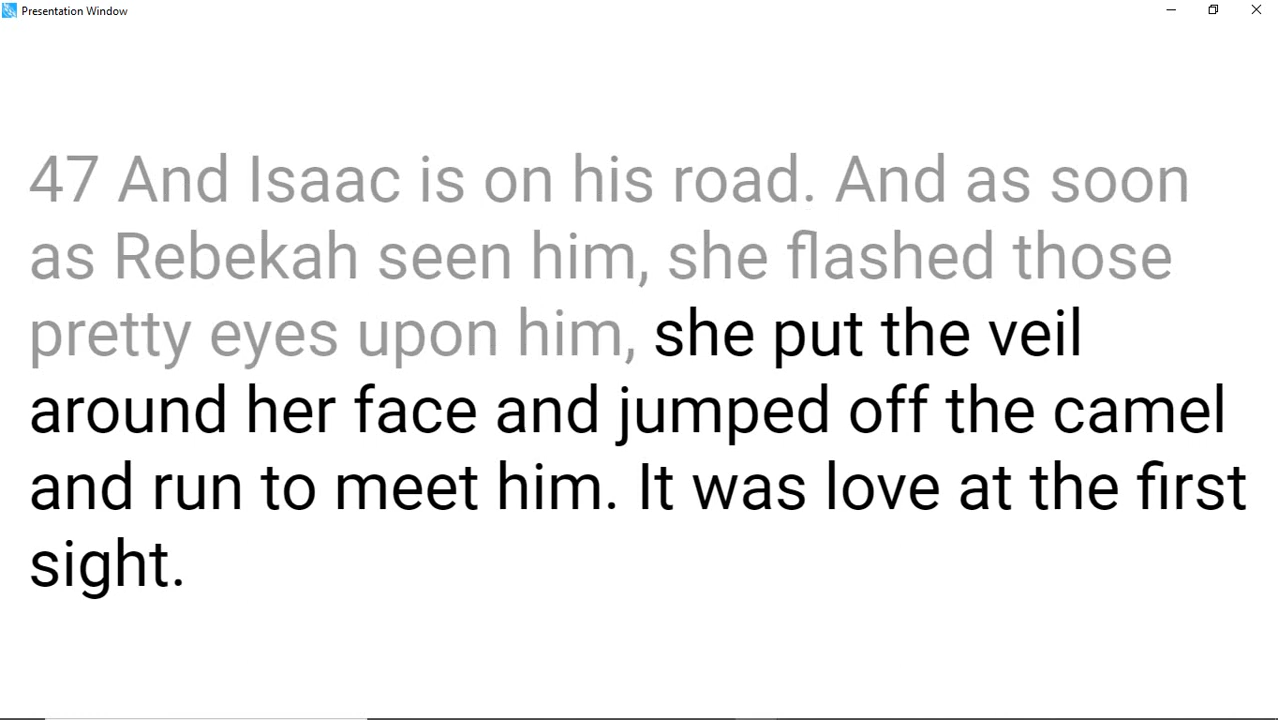 Presentation Window
47 And Isaac is on his road. And as soon
as Rebekah seen him, she flashed those
pretty eyes upon him, she put the veil
around her face and jumped off the camel
and run to meet him. It was love at the first
sight.